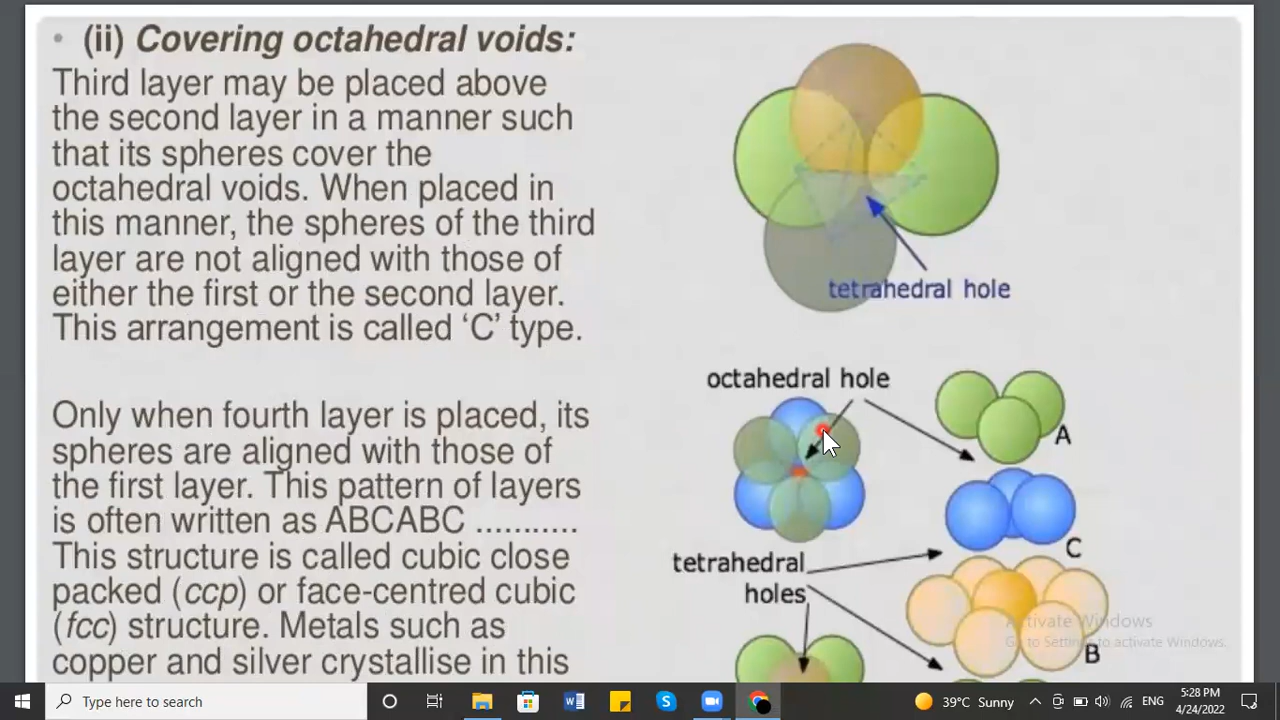 • (ii) Covering octahedral voids:
Third layer may be placed above
the second layer in a manner such
that its spheres cover the
octahedral voids. When placed in
this manner, the spheres of the third
layer are not aligned with those of
either the first or the second layer.
This arrangement is called ‘C’ type.
Only when fourth layer is placed, its
spheres are aligned with those of
the first layer. This pattern of layers
is often written as ABCABC ...........
This structure is called cubic close
packed (ccp) or face-centred cubic
(fcc) structure. Metals such as
copper and silver crystallise in this
tetrahedral hole
octahedral hole
A
C
tetrahedral
holes
B
Activate Windows
Go to Settings to activate Windows.
Type here to search
39°C Sunny
ENG
5:28 PM
4/24/2022